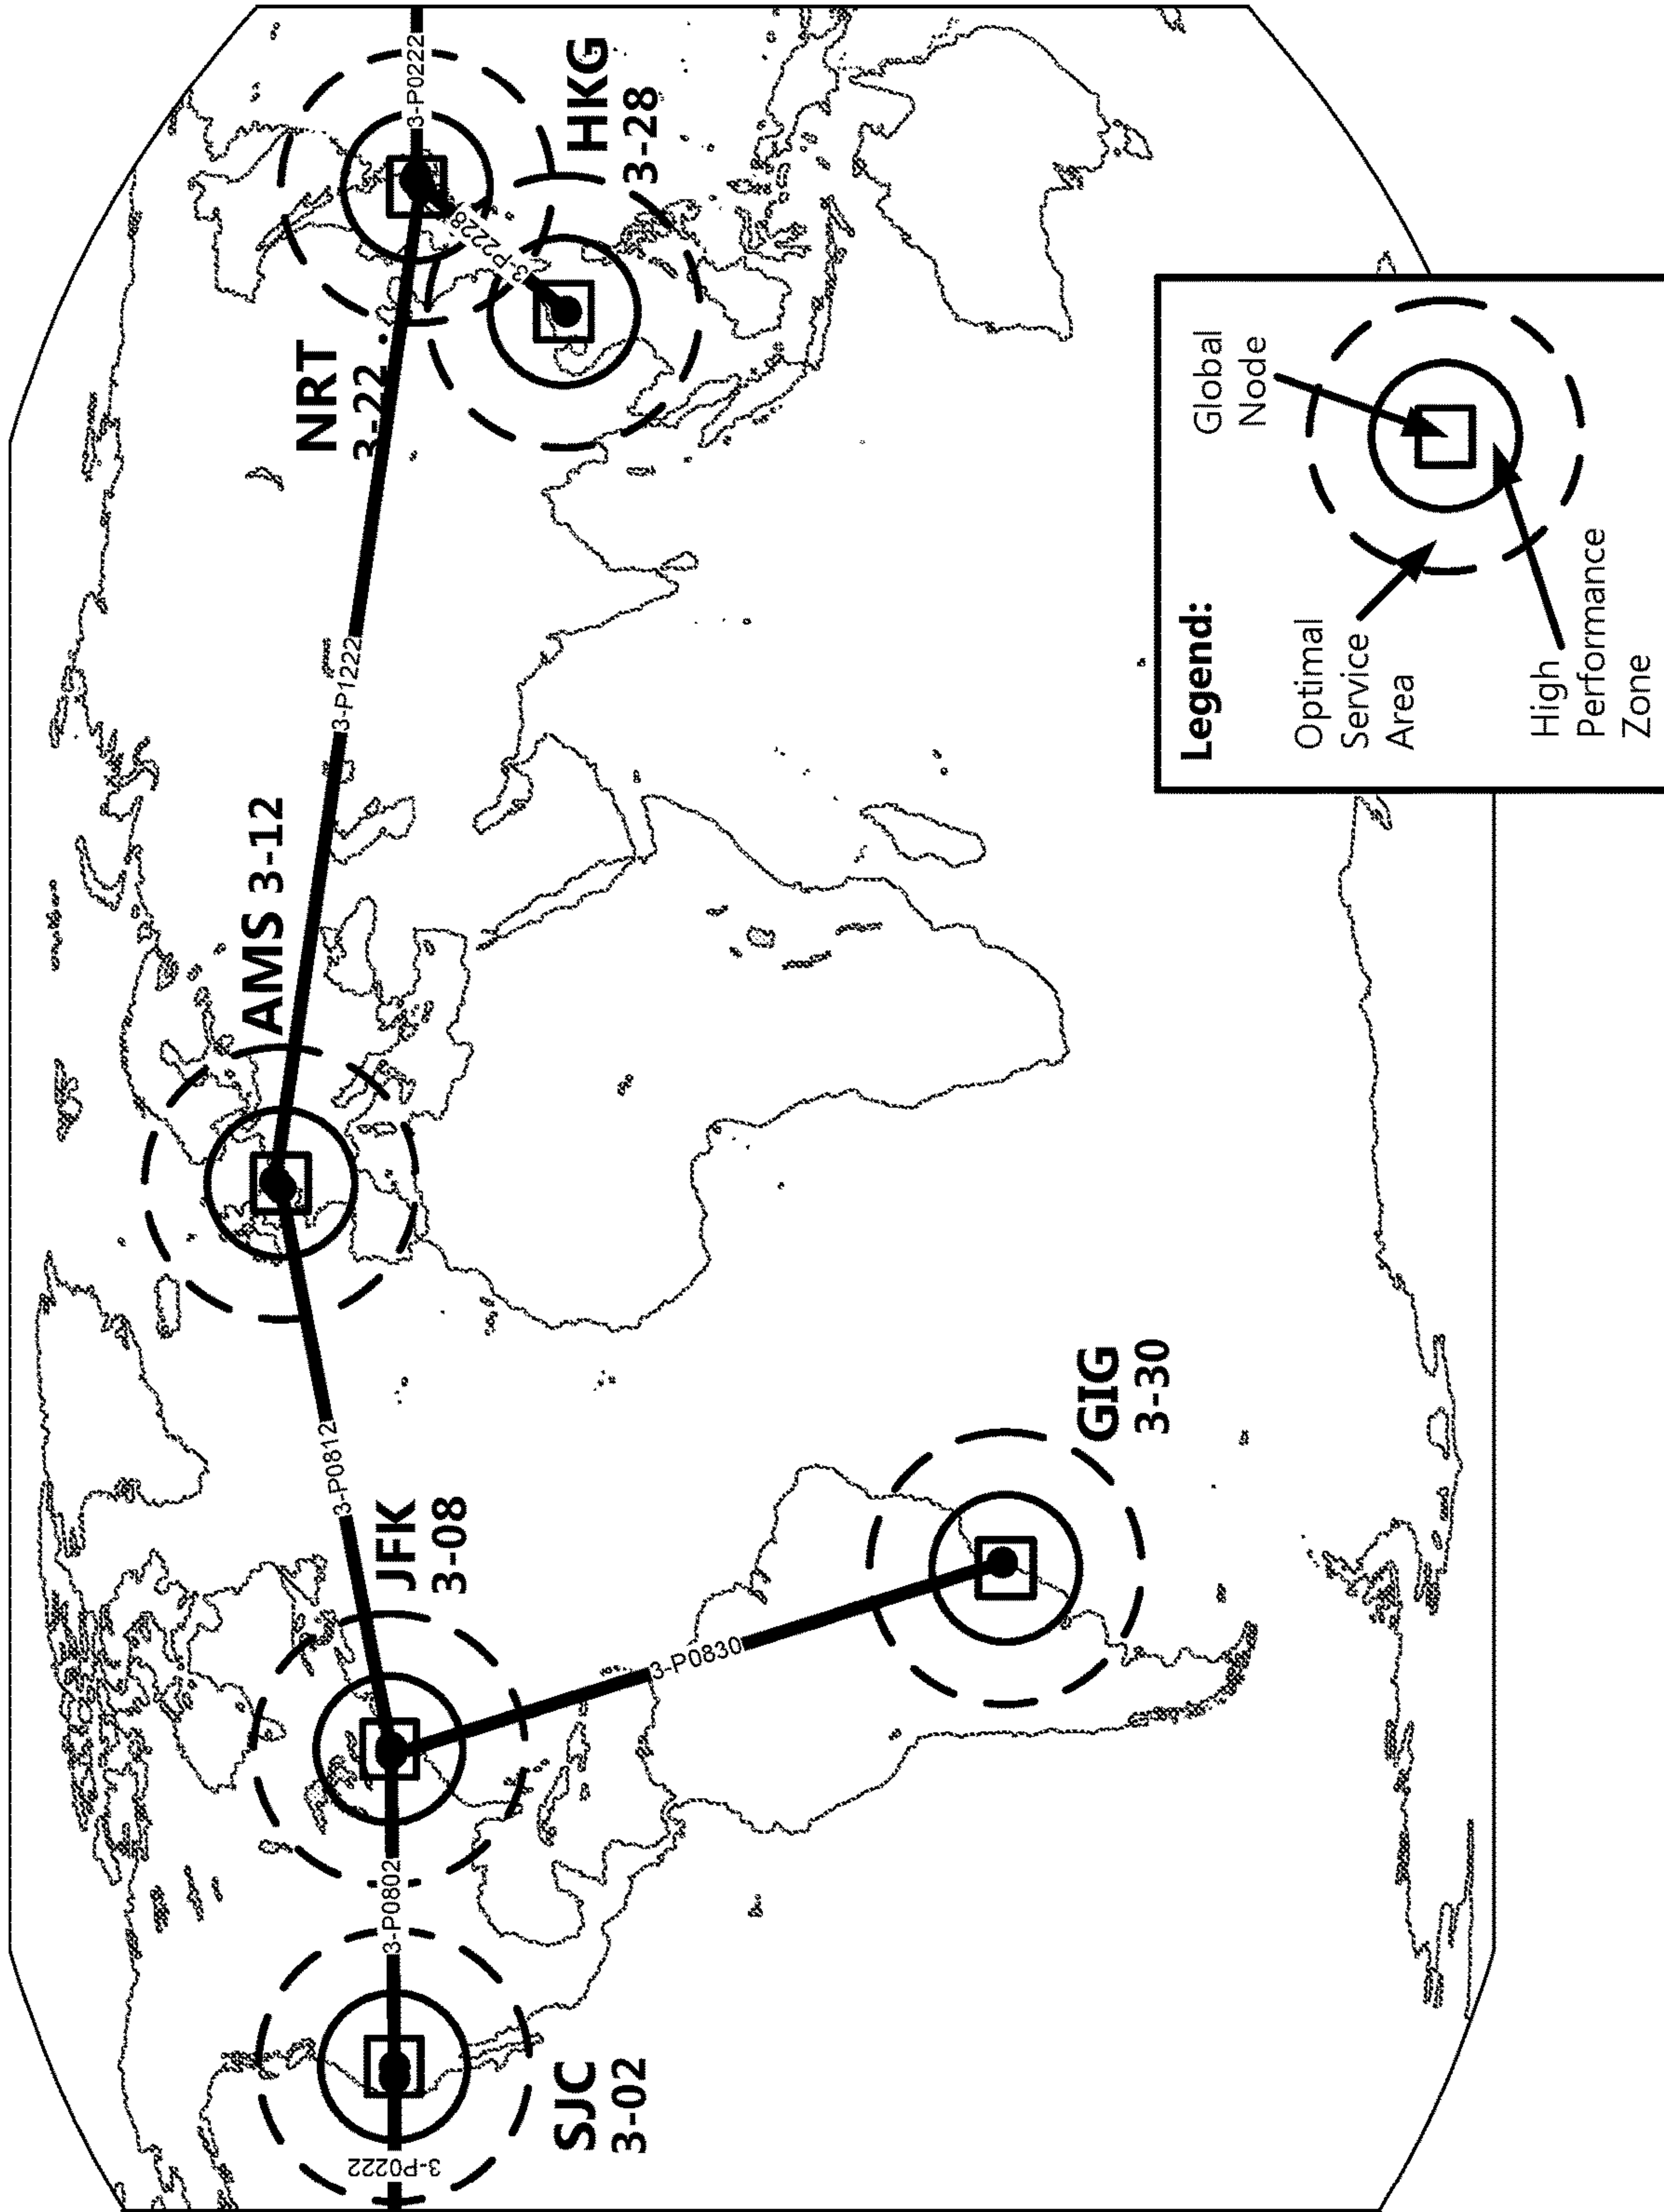 NRT
3-22
3-P0222
HKG
3-28
3-P2228
3-P1222
AMS 3-12
3-P0812
JFK
3-08
3-P0830
GIG
3-30
3-P0802
SJC
3-02
3-P0222
Legend:
Optimal
Service
Area
Global
Node
High
Performance
Zone